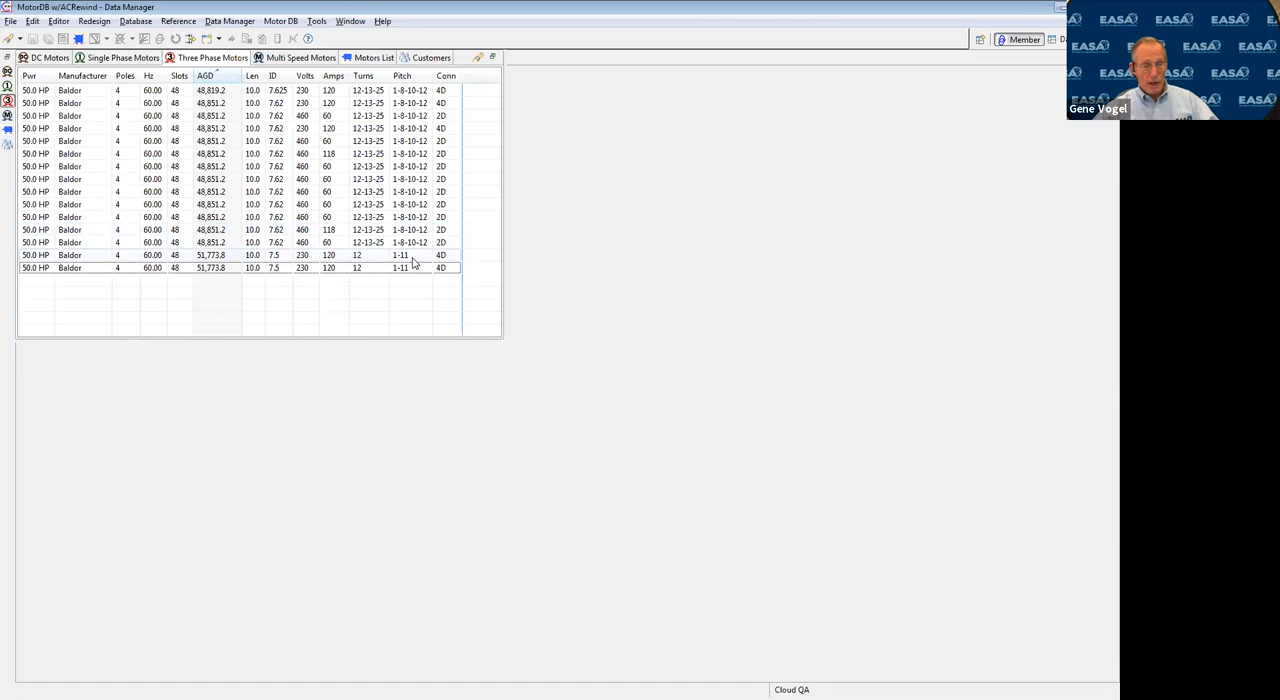 MotorDB w/ACRewind - Data Manager
File Edit Editor Redesign Database Reference Data Manager Motor DB Tools Window Help
Member Da
DC Motors Single Phase Motors Three Phase Motors Multi Speed Motors Motors List Customers
Pwr Manufacturer Poles Hz Slots AGD Len ID Volts Amps Turns Pitch Conn
50.0 HP Baldor 4 60.00 48 48,819.2 10.0 7.625 230 120 12-13-25 1-8-10-12 4D
50.0 HP Baldor 4 60.00 48 48,851.2 10.0 7.62 230 120 12-13-25 1-8-10-12 4D
50.0 HP Baldor 4 60.00 48 48,851.2 10.0 7.62 460 60 12-13-25 1-8-10-12 2D
50.0 HP Baldor 4 60.00 48 48,851.2 10.0 7.62 230 120 12-13-25 1-8-10-12 4D
50.0 HP Baldor 4 60.00 48 48,851.2 10.0 7.62 460 60 12-13-25 1-8-10-12 2D
50.0 HP Baldor 4 60.00 48 48,851.2 10.0 7.62 460 118 12-13-25 1-8-10-12 2D
50.0 HP Baldor 4 60.00 48 48,851.2 10.0 7.62 460 60 12-13-25 1-8-10-12 2D
50.0 HP Baldor 4 60.00 48 48,851.2 10.0 7.62 460 60 12-13-25 1-8-10-12 2D
50.0 HP Baldor 4 60.00 48 48,851.2 10.0 7.62 460 60 12-13-25 1-8-10-12 2D
50.0 HP Baldor 4 60.00 48 48,851.2 10.0 7.62 460 60 12-13-25 1-8-10-12 2D
50.0 HP Baldor 4 60.00 48 48,851.2 10.0 7.62 460 60 12-13-25 1-8-10-12 2D
50.0 HP Baldor 4 60.00 48 48,851.2 10.0 7.62 460 118 12-13-25 1-8-10-12 2D
50.0 HP Baldor 4 60.00 48 48,851.2 10.0 7.62 460 60 12-13-25 1-8-10-12 2D
50.0 HP Baldor 4 60.00 48 51,773.8 10.0 7.5 230 120 12 1-11 4D
50.0 HP Baldor 4 60.00 48 51,773.8 10.0 7.5 230 120 12 1-11 4D
Cloud QA
EASA EASA EASA
EASA EASA
EASA EASA
EASA
Gene Vogel